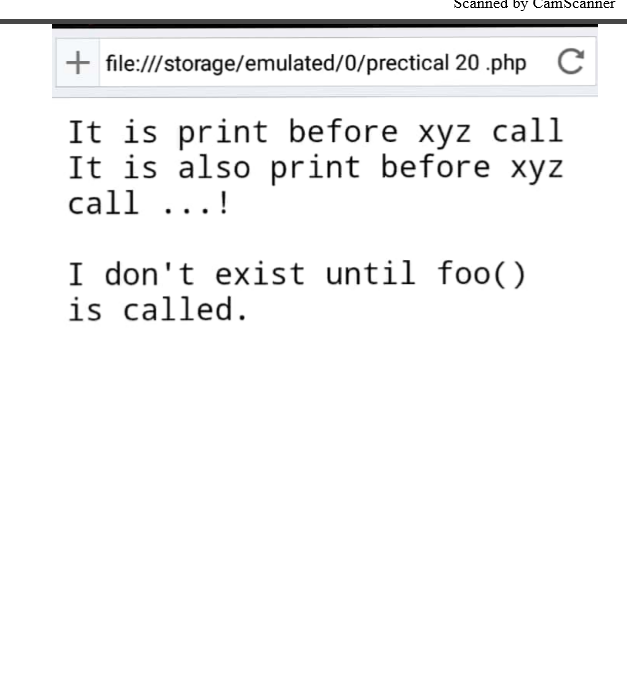 Scanned by CamScanner
+ file:///storage/emulated/0/prectical 20 .php
It is print before xyz call
It is also print before xyz
call ...!
I don't exist until foo()
is called.